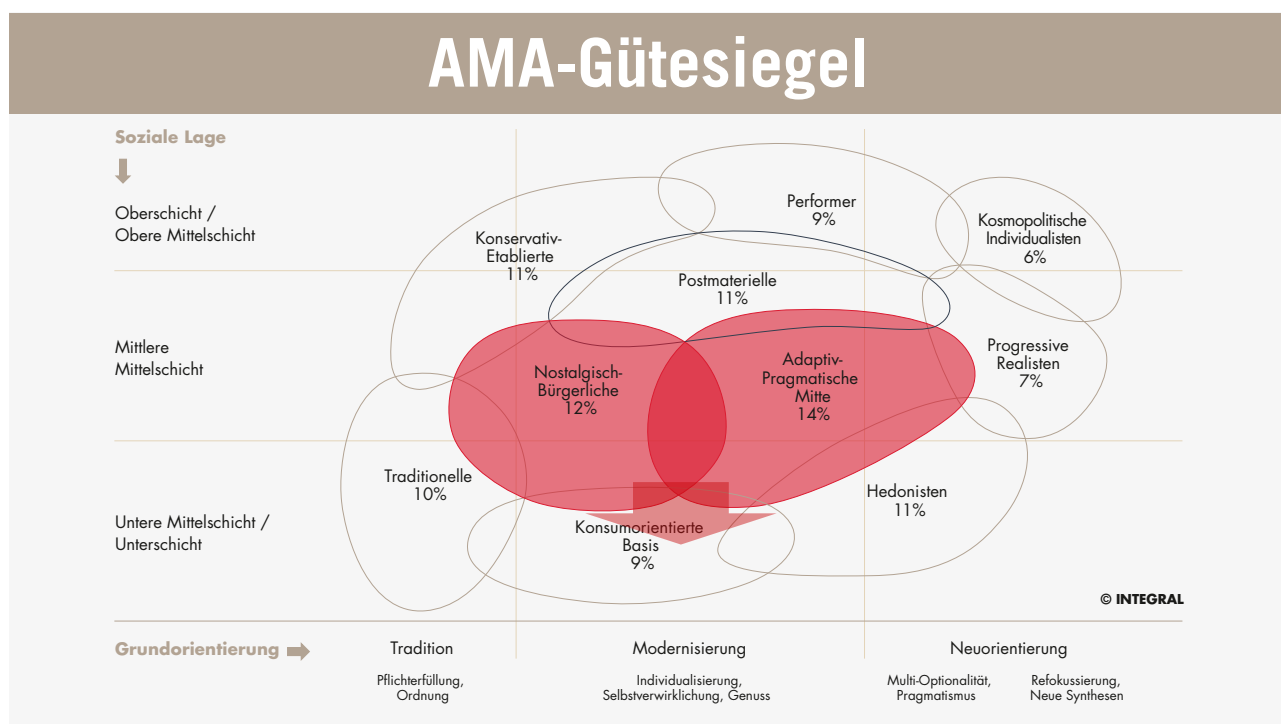 AMA-Gütesiegel
Soziale Lage
Oberschicht /
Obere Mittelschicht
Mittlere
Mittelschicht
Untere Mittelschicht /
Unterschicht
Performer
9%
Kosmopolitische
Individualisten
6%
Konservativ-
Etablierte
11%
Postmaterielle
11%
Progressive
Realisten
7%
Nostalgisch-
Bürgerliche
12%
Adaptiv-
Pragmatische
Mitte
14%
Traditionelle
10%
Hedonisten
11%
Konsumorientierte
Basis
9%
© INTEGRAL
Grundorientierung
Tradition
Pflichterfüllung,
Ordnung
Modernisierung
Individualisierung,
Selbstverwirklichung, Genuss
Neuorientierung
Multi-Optionalität,
Pragmatismus
Refokussierung,
Neue Synthesen